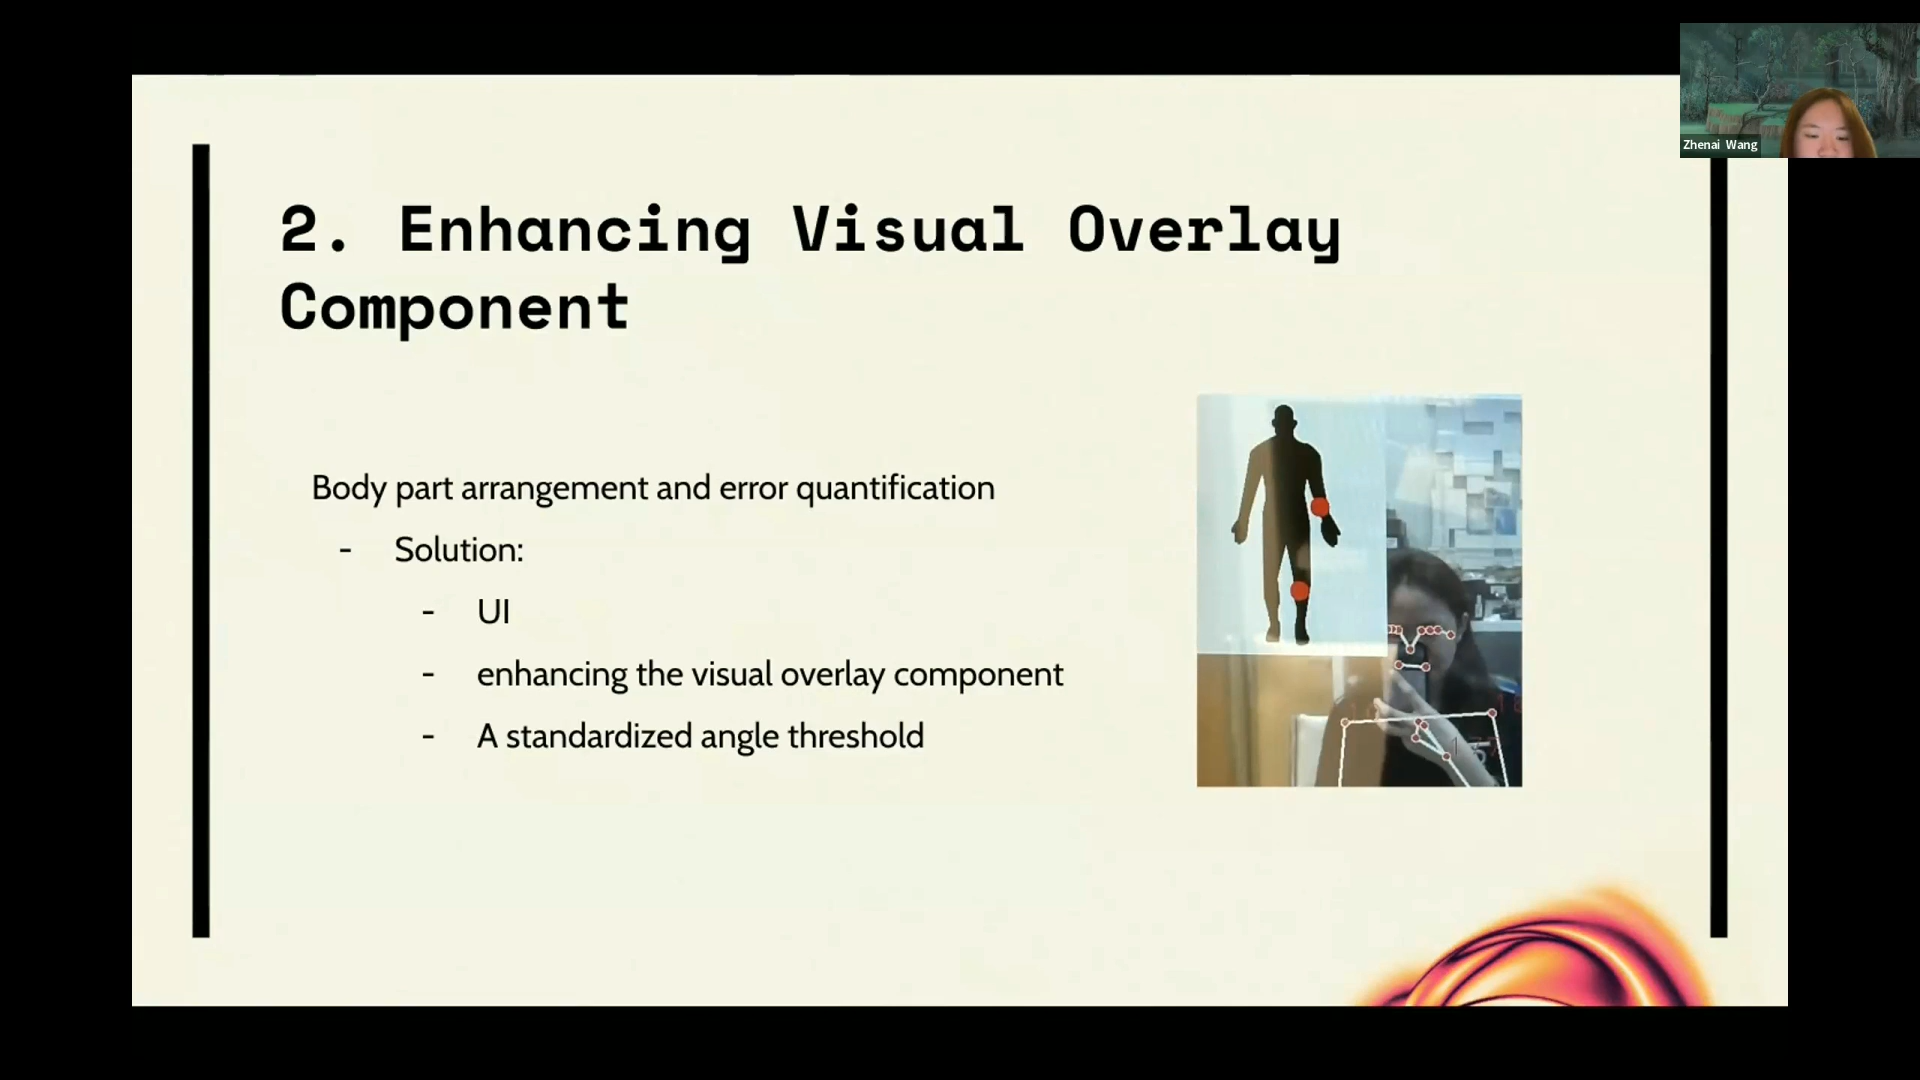 Zhenai Wang
2. Enhancing Visual Overlay
Component
Body part arrangement and error quantification
- Solution:
- UI
- enhancing the visual overlay component
- A standardized angle threshold